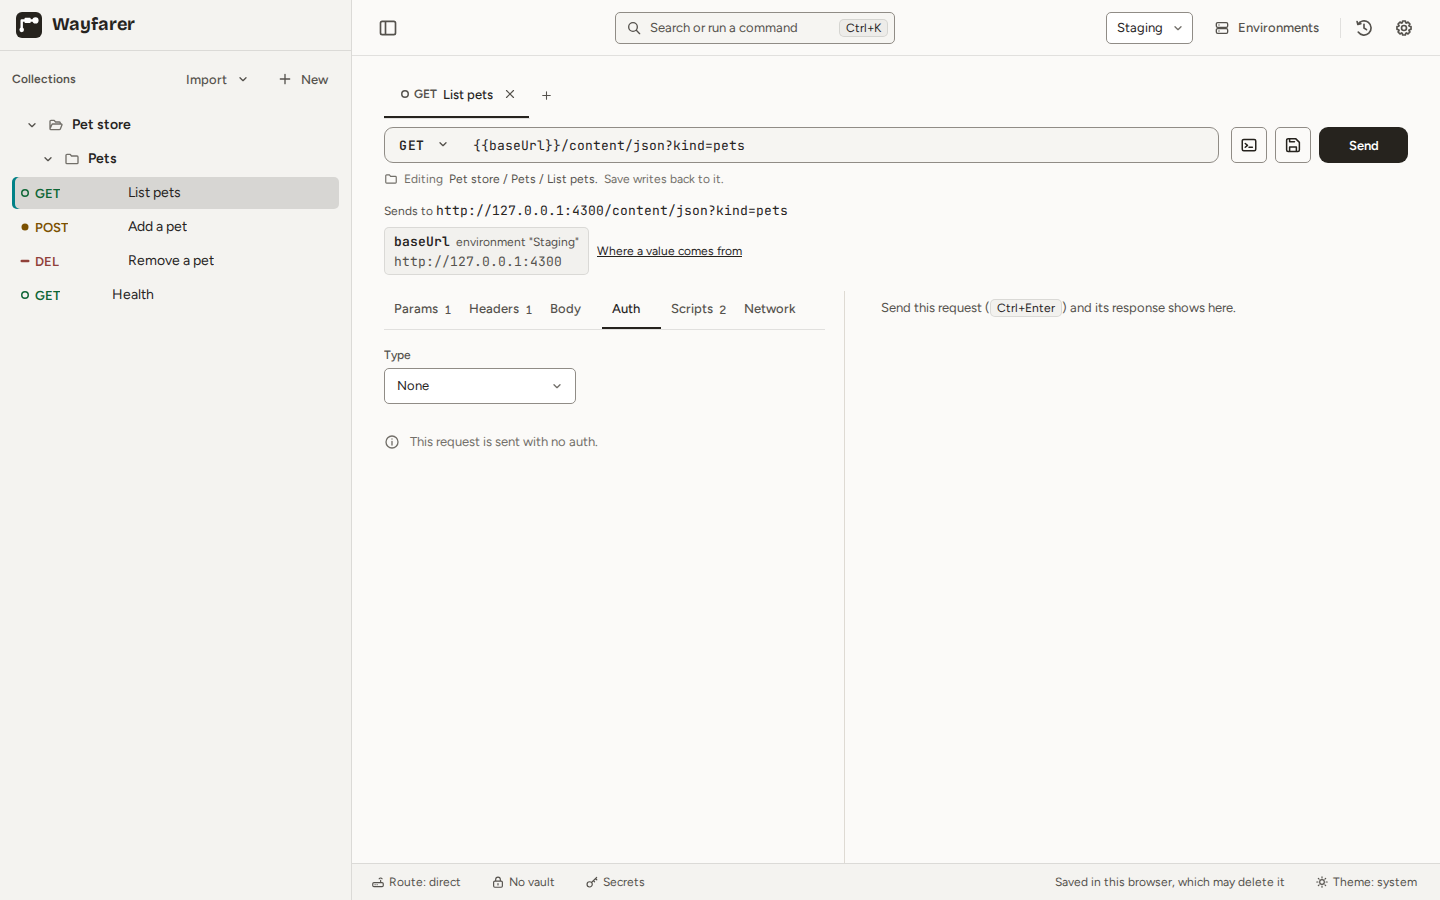 Wayfarer
Search or run a command Ctrl+K
Staging
Environments
Collections
Import
New
Pet store
Pets
GET List pets
POST Add a pet
DEL Remove a pet
GET Health
GET List pets
GET {{baseUrl}}/content/json?kind=pets
Send
Editing Pet store / Pets / List pets. Save writes back to it.
Sends to http://127.0.0.1:4300/content/json?kind=pets
baseUrl environment "Staging"
http://127.0.0.1:4300
Where a value comes from
Params 1 Headers 1 Body Auth Scripts 2 Network
Type
None
This request is sent with no auth.
Send this request (Ctrl+Enter) and its response shows here.
Route: direct
No vault
Secrets
Saved in this browser, which may delete it
Theme: system